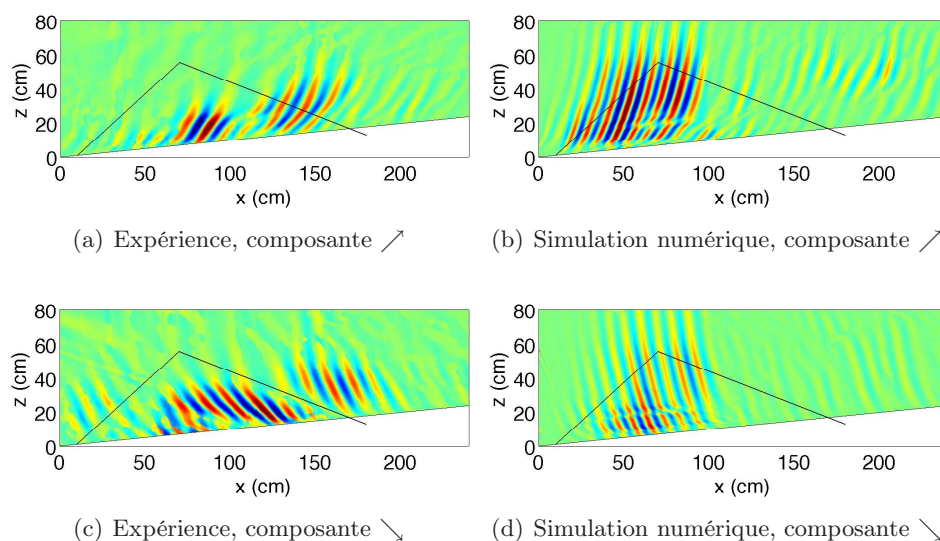 80
60
40
20
0
z (cm)
0 50 100 150 200
x (cm)
(a) Expérience, composante ↗
80
60
40
20
0
z (cm)
0 50 100 150 200
x (cm)
(b) Simulation numérique, composante ↗
80
60
40
20
0
z (cm)
0 50 100 150 200
x (cm)
(c) Expérience, composante ↘
80
60
40
20
0
z (cm)
0 50 100 150 200
x (cm)
(d) Simulation numérique, composante ↘